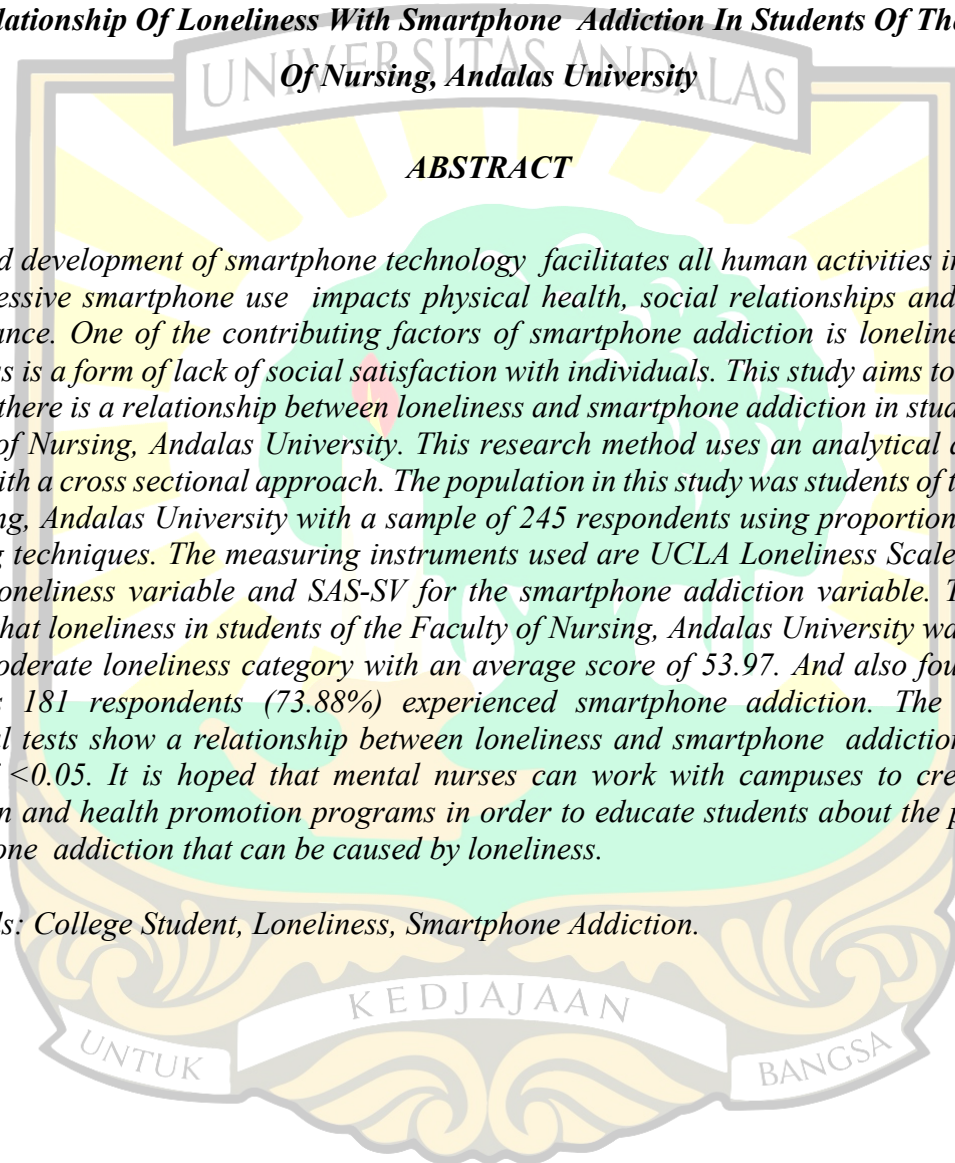 lationship Of Loneliness With Smartphone Addiction In Students Of The
Of Nursing, Andalas University
UNIVERSITAS ANDALAS
ABSTRACT
d development of smartphone technology facilitates all human activities in
essive smartphone use impacts physical health, social relationships and
ance. One of the contributing factors of smartphone addiction is loneline
s is a form of lack of social satisfaction with individuals. This study aims to
there is a relationship between loneliness and smartphone addiction in stud
of Nursing, Andalas University. This research method uses an analytical
ith a cross sectional approach. The population in this study was students of t
ng, Andalas University with a sample of 245 respondents using proportion
g techniques. The measuring instruments used are UCLA Loneliness Scale
oneliness variable and SAS-SV for the smartphone addiction variable. T
hat loneliness in students of the Faculty of Nursing, Andalas University wa
oderate loneliness category with an average score of 53.97. And also fou
181 respondents (73.88%) experienced smartphone addiction. The
l tests show a relationship between loneliness and smartphone addiction
<0.05. It is hoped that mental nurses can work with campuses to cre
n and health promotion programs in order to educate students about the p
one addiction that can be caused by loneliness.
ls: College Student, Loneliness, Smartphone Addiction.
KEDJAJAAN
UNTUK
BANGSA